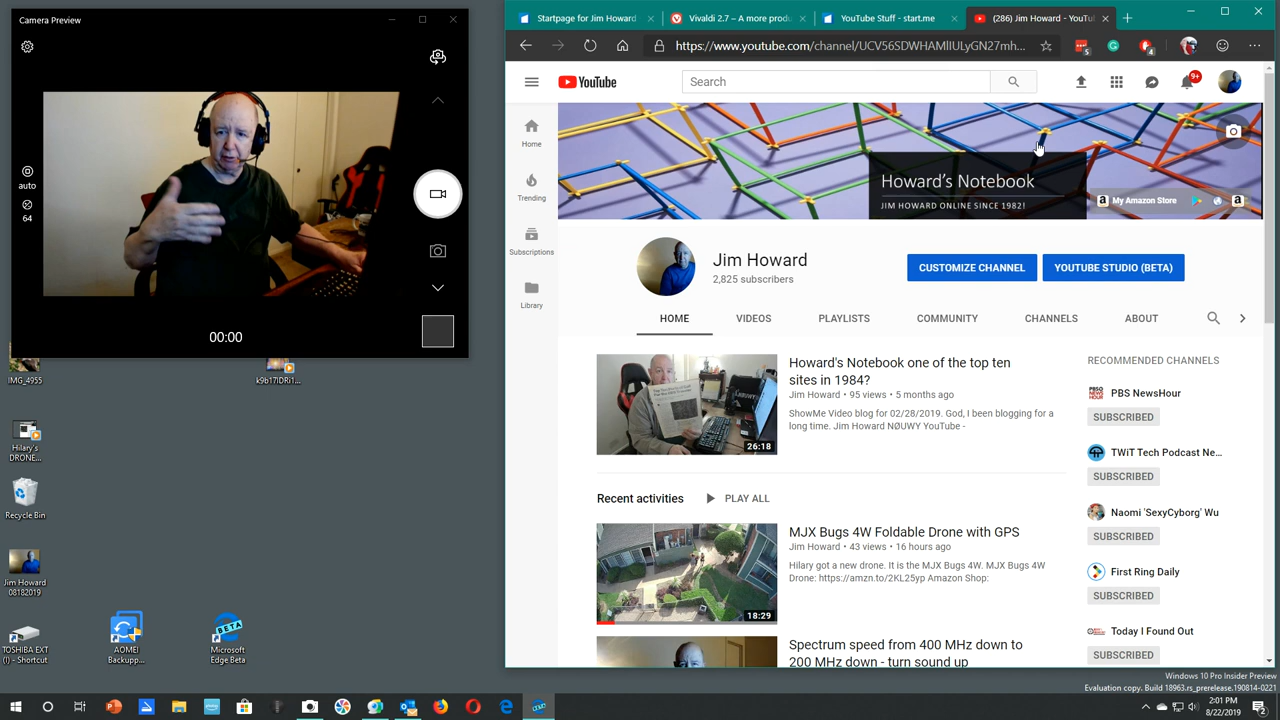 Camera Preview
auto
64
00:00
IMG_4955
k9b17IDRi1...
Hilary's
DRONE...
Recycle Bin
Jim Howard
08182019
TOSHIBA EXT
(I) - Shortcut
AOMEI
Backupp...
Microsoft
Edge Beta
Startpage for Jim Howard
Vivaldi 2.7 – A more produ
YouTube Stuff - start.me
(286) Jim Howard - YouTu
https://www.youtube.com/channel/UCV56SDWHAMlIULyGN27mh...
5
4
YouTube
Search
9+
Home
Trending
Subscriptions
Library
Howard's Notebook
JIM HOWARD ONLINE SINCE 1982!
My Amazon Store
Jim Howard
2,825 subscribers
CUSTOMIZE CHANNEL
YOUTUBE STUDIO (BETA)
HOME
VIDEOS
PLAYLISTS
COMMUNITY
CHANNELS
ABOUT
Howard's Notebook one of the top ten
sites in 1984?
Jim Howard • 95 views • 5 months ago
ShowMe Video blog for 02/28/2019. God, I been blogging for a
long time. Jim Howard NØUWY YouTube -
26:18
Recent activities
PLAY ALL
MJX Bugs 4W Foldable Drone with GPS
Jim Howard • 43 views • 16 hours ago
Hilary got a new drone. It is the MJX Bugs 4W. MJX Bugs 4W
Drone: https://amzn.to/2KL25yp Amazon Shop:
18:29
Spectrum speed from 400 MHz down to
200 MHz down - turn sound up
RECOMMENDED CHANNELS
PBS NewsHour
SUBSCRIBED
TWiT Tech Podcast Ne...
SUBSCRIBED
Naomi 'SexyCyborg' Wu
SUBSCRIBED
First Ring Daily
SUBSCRIBED
Today I Found Out
SUBSCRIBED
Windows 10 Pro Insider Preview
Evaluation copy. Build 18963.rs_prerelease.190814-0221
2:01 PM
8/22/2019
2